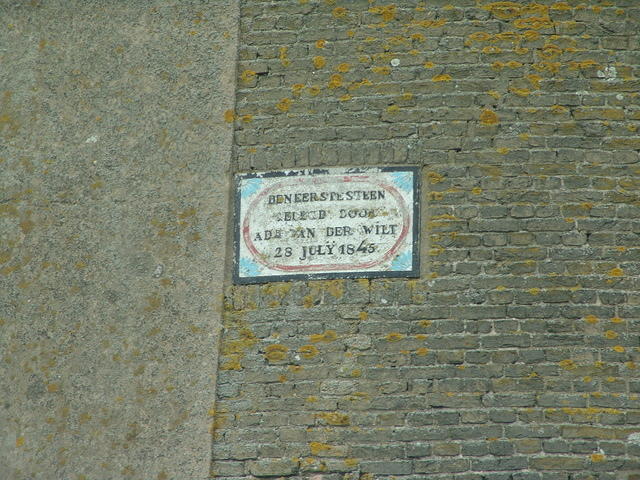 DEN EERSTE STEEN
GELEGD DOOR
VAN DER WILT
28 JULY 1845